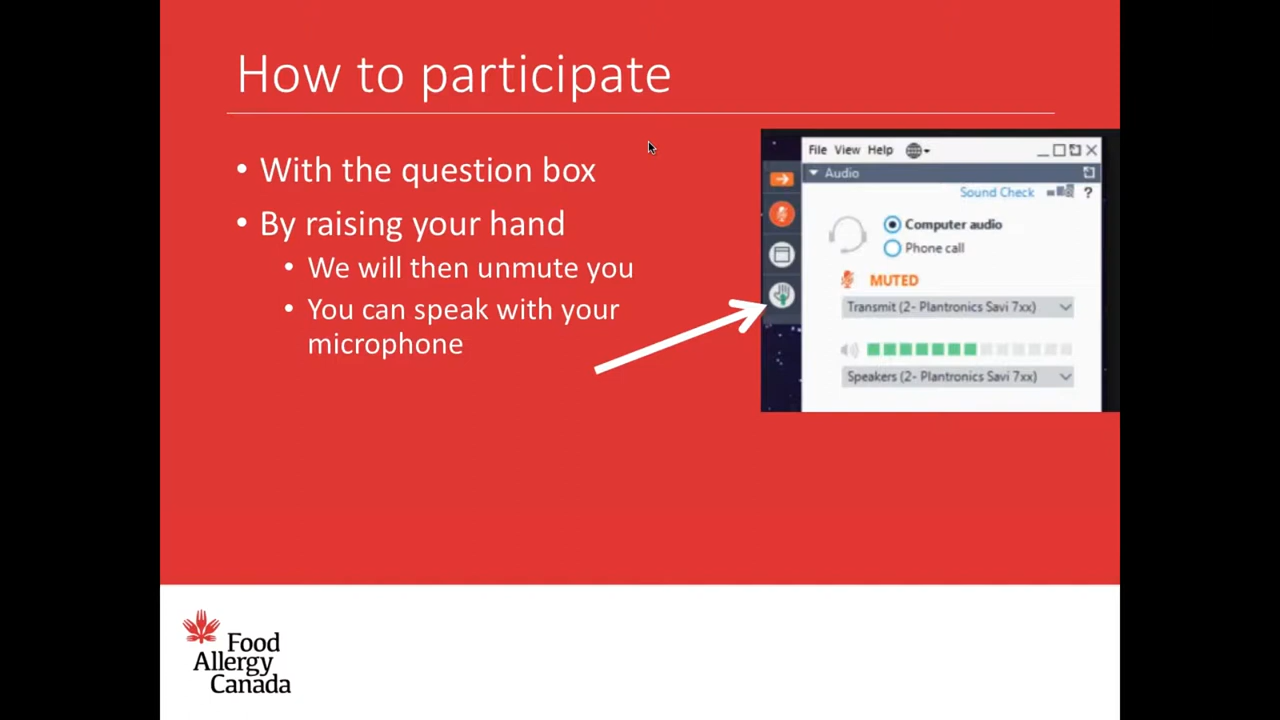 How to participate
• With the question box
• By raising your hand
• We will then unmute you
• You can speak with your
microphone
File View Help
Audio
Sound Check ?
Computer audio
Phone call
MUTED
Transmit (2- Plantronics Savi 7xx)
Speakers (2- Plantronics Savi 7xx)
Food
Allergy
Canada